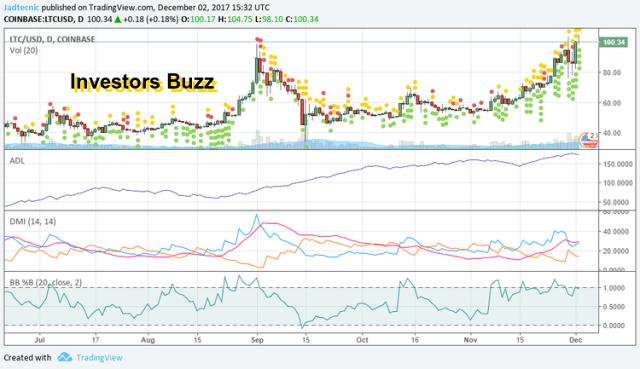 Jadtecnic published on TradingView.com, December 02, 2017 15:32 UTC
COINBASE:LTCUSD, D 100.34 ▲ +0.18 (+0.18%) O:100.17 H:104.75 L:98.10 C:100.34
LTC/USD, D, COINBASE
Vol (20)
100.34
Investors Buzz
80.00
60.00
40.00
2
ADL
150.0000
100.0000
DMI (14, 14)
60.0000
40.0000
20.0000
0.0000
BB %B (20, close, 2)
1.0000
0.5000
0.0000
Jul 17 Aug 15 Sep 15 Oct 16 Nov 15 Dec
Created with TradingView